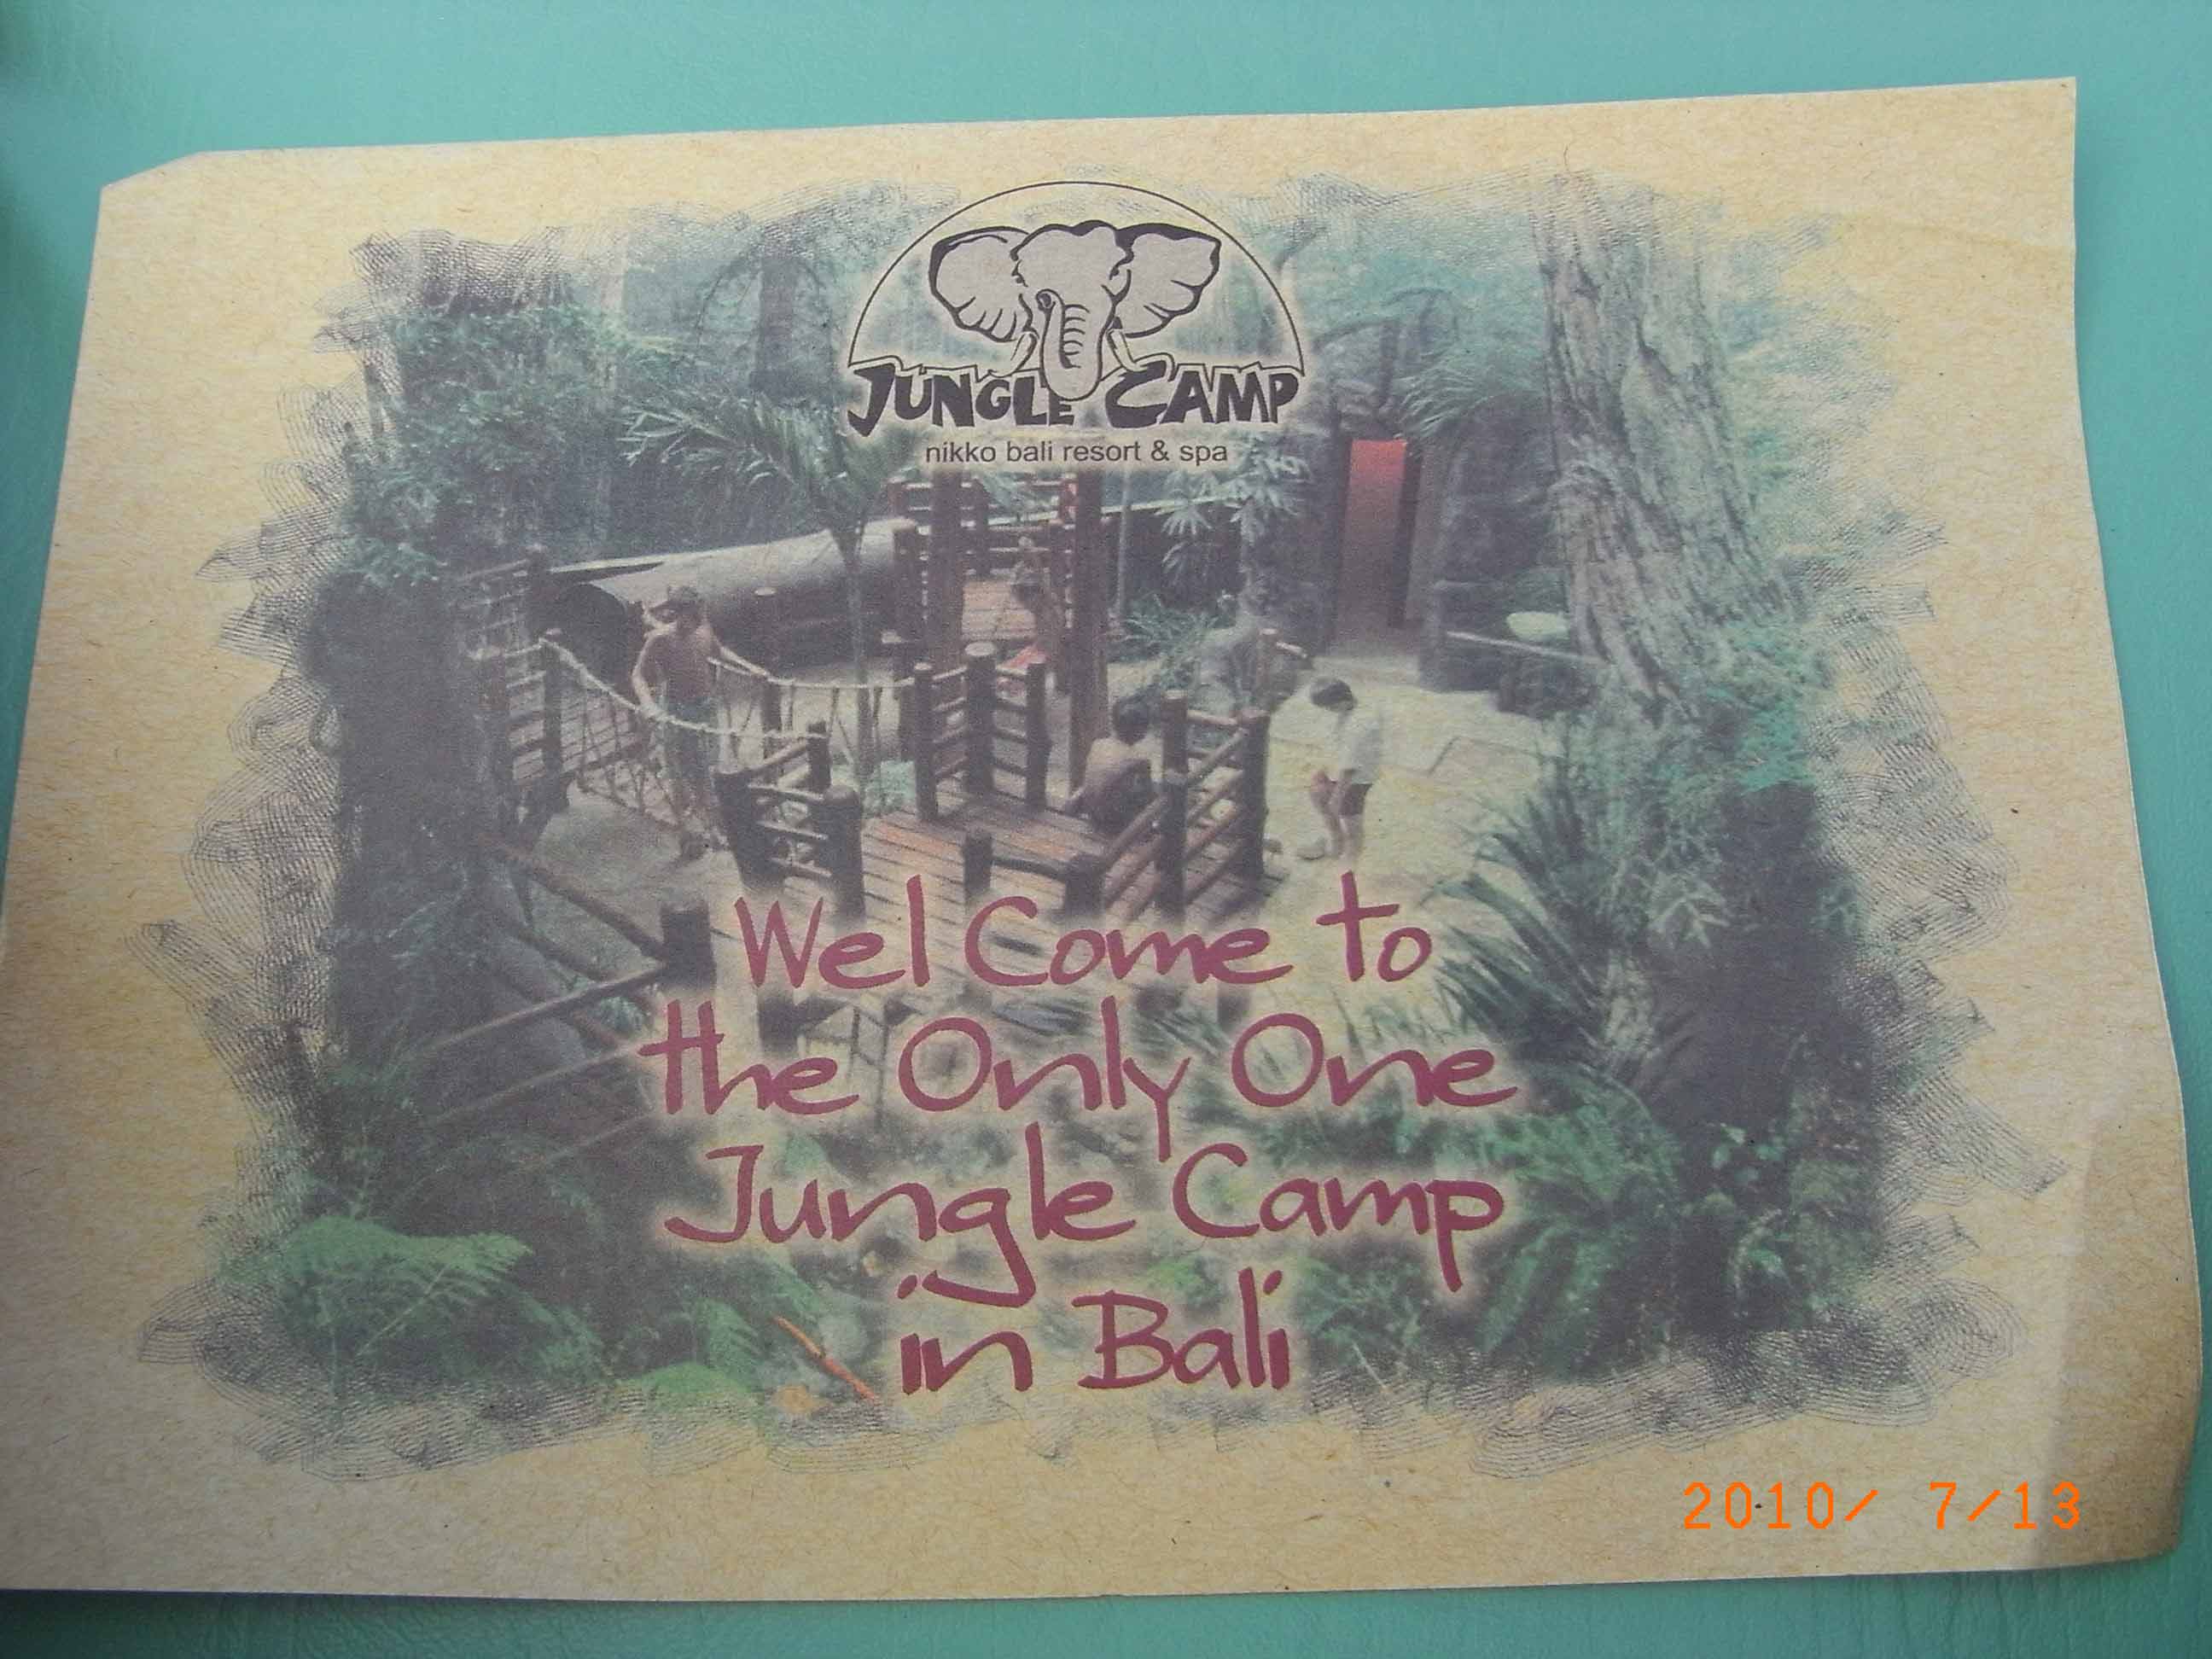 JUNGLE CAMP
nikko bali resort & spa
Wel Come to
the Only One
Jungle Camp
in Bali
2010/ 7/13